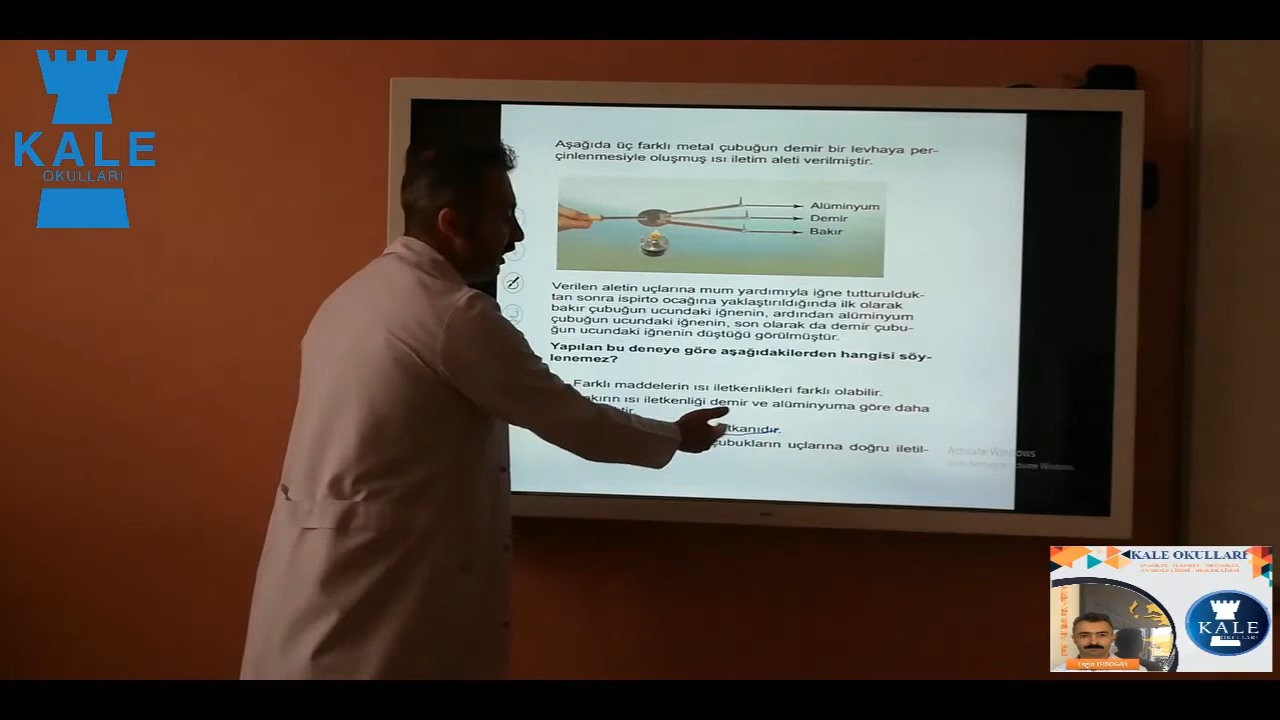 KALE
OKULLARI
Aşağıda üç farklı metal çubuğun demir bir levhaya per-
çinlenmesiyle oluşmuş ısı iletim aleti verilmiştir.
Alüminyum
Demir
Bakır
Verilen aletin uçlarına mum yardımıyla iğne tutturulduk-
tan sonra ispirto ocağına yaklaştırıldığında ilk olarak
bakır çubuğun ucundaki iğnenin, ardından alüminyum
çubuğun ucundaki iğnenin, son olarak da demir çubu-
ğun ucundaki iğnenin düştüğü görülmüştür.
Yapılan bu deneye göre aşağıdakilerden hangisi söy-
lenemez?
Farklı maddelerin ısı iletkenlikleri farklı olabilir.
ısı iletkenliği demir ve alüminyuma göre daha
tkanıdır.
çubukların uçlarına doğru iletil-
Activate Windows
KALE OKULLARI
KALE